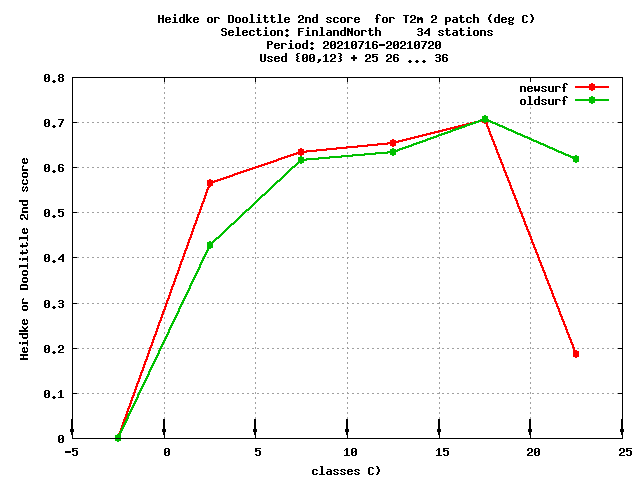 Heidke or Doolittle 2nd score  for T2m 2 patch (deg C)
Selection: FinlandNorth     34 stations
Period: 20210716-20210720
Used {00,12} + 25 26 ... 36
newsurf
oldsurf
0.8
0.7
0.6
0.5
0.4
0.3
0.2
0.1
0
Heidke or Doolittle 2nd score
-5 0 5 10 15 20 25
classes C)